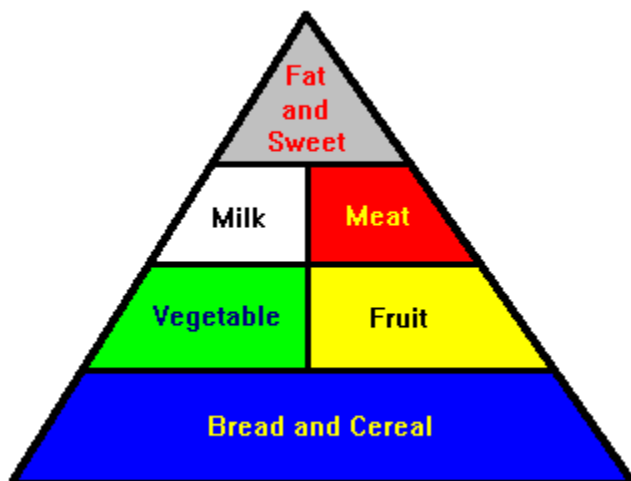 Fat
and
Sweet
Milk
Meat
Vegetable
Fruit
Bread and Cereal